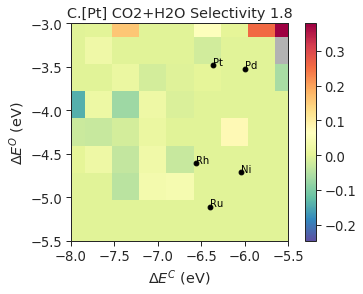 C.[Pt] CO2+H2O Selectivity 1.8
−3.0
−3.5
−4.0
−4.5
−5.0
−5.5
ΔE^O (eV)
Pt
Pd
Rh
Ni
Ru
−8.0 −7.5 −7.0 −6.5 −6.0 −5.5
ΔE^C (eV)
0.3
0.2
0.1
0.0
−0.1
−0.2